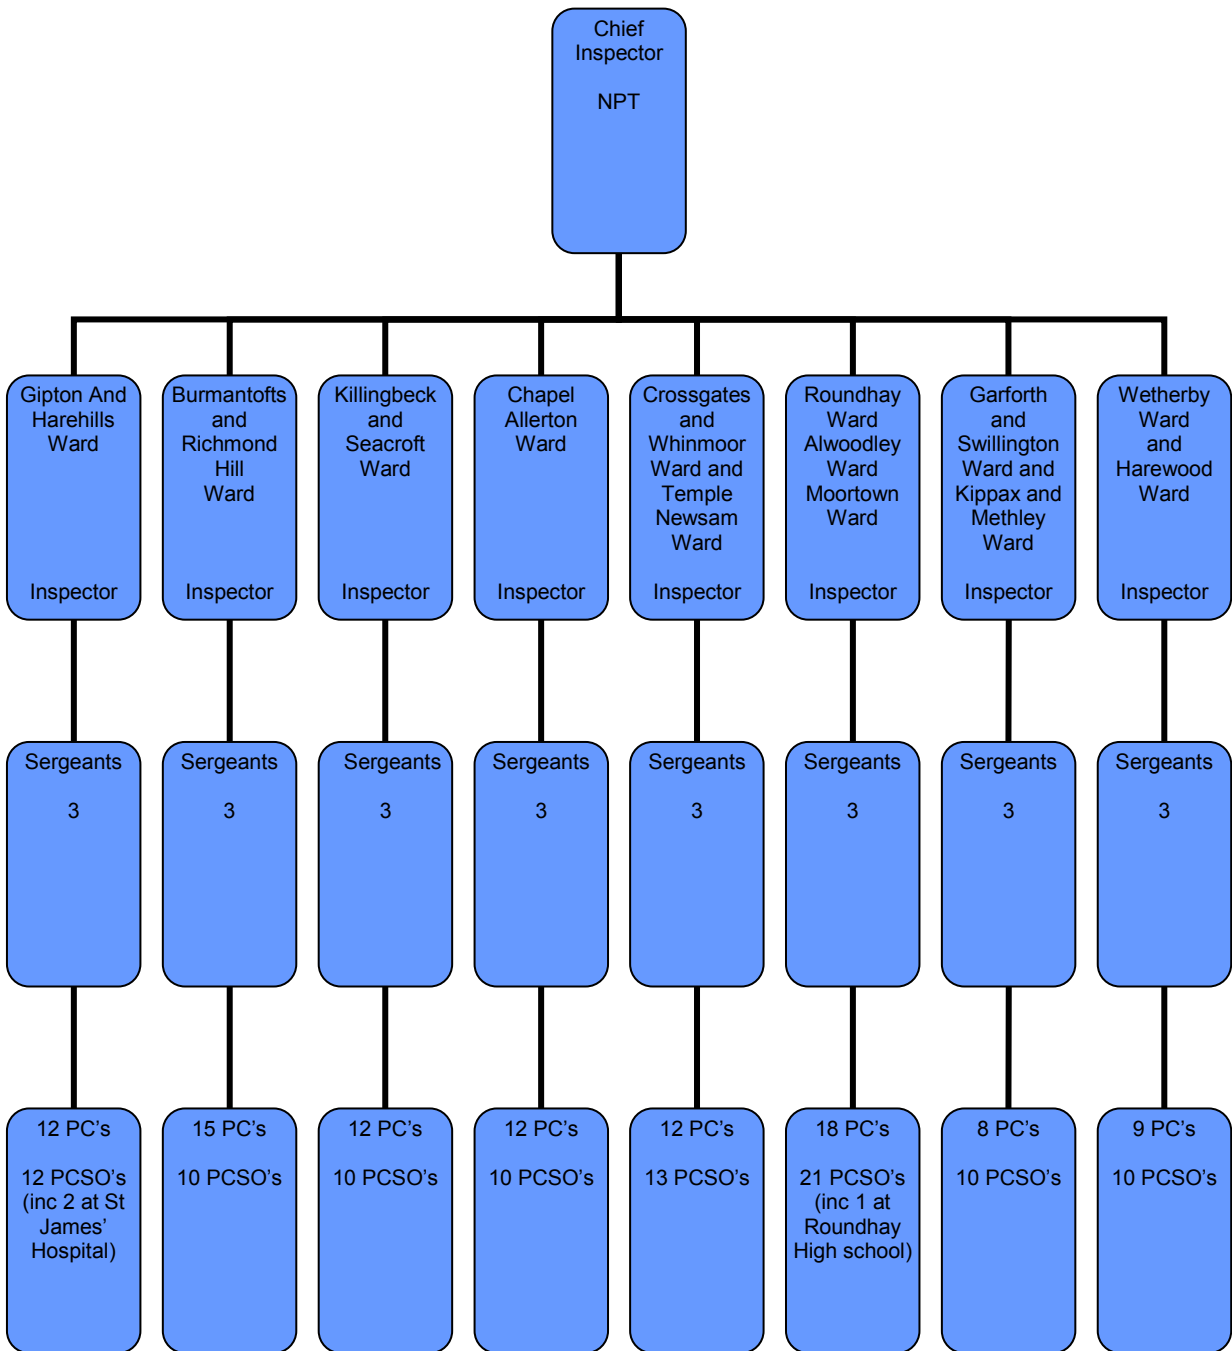 Chief
Inspector
NPT
Gipton And
Harehills
Ward
Inspector
Burmantofts
and
Richmond
Hill
Ward
Inspector
Killingbeck
and
Seacroft
Ward
Inspector
Chapel
Allerton
Ward
Inspector
Crossgates
and
Whinmoor
Ward and
Temple
Newsam
Ward
Inspector
Roundhay
Ward
Alwoodley
Ward
Moortown
Ward
Inspector
Garforth
and
Swillington
Ward and
Kippax and
Methley
Ward
Inspector
Wetherby
Ward
and
Harewood
Ward
Inspector
Sergeants
3
Sergeants
3
Sergeants
3
Sergeants
3
Sergeants
3
Sergeants
3
Sergeants
3
Sergeants
3
12 PC’s
12 PCSO’s
(inc 2 at St
James’
Hospital)
15 PC’s
10 PCSO’s
12 PC’s
10 PCSO’s
12 PC’s
10 PCSO’s
12 PC’s
13 PCSO’s
18 PC’s
21 PCSO’s
(inc 1 at
Roundhay
High school)
8 PC’s
10 PCSO’s
9 PC’s
10 PCSO’s